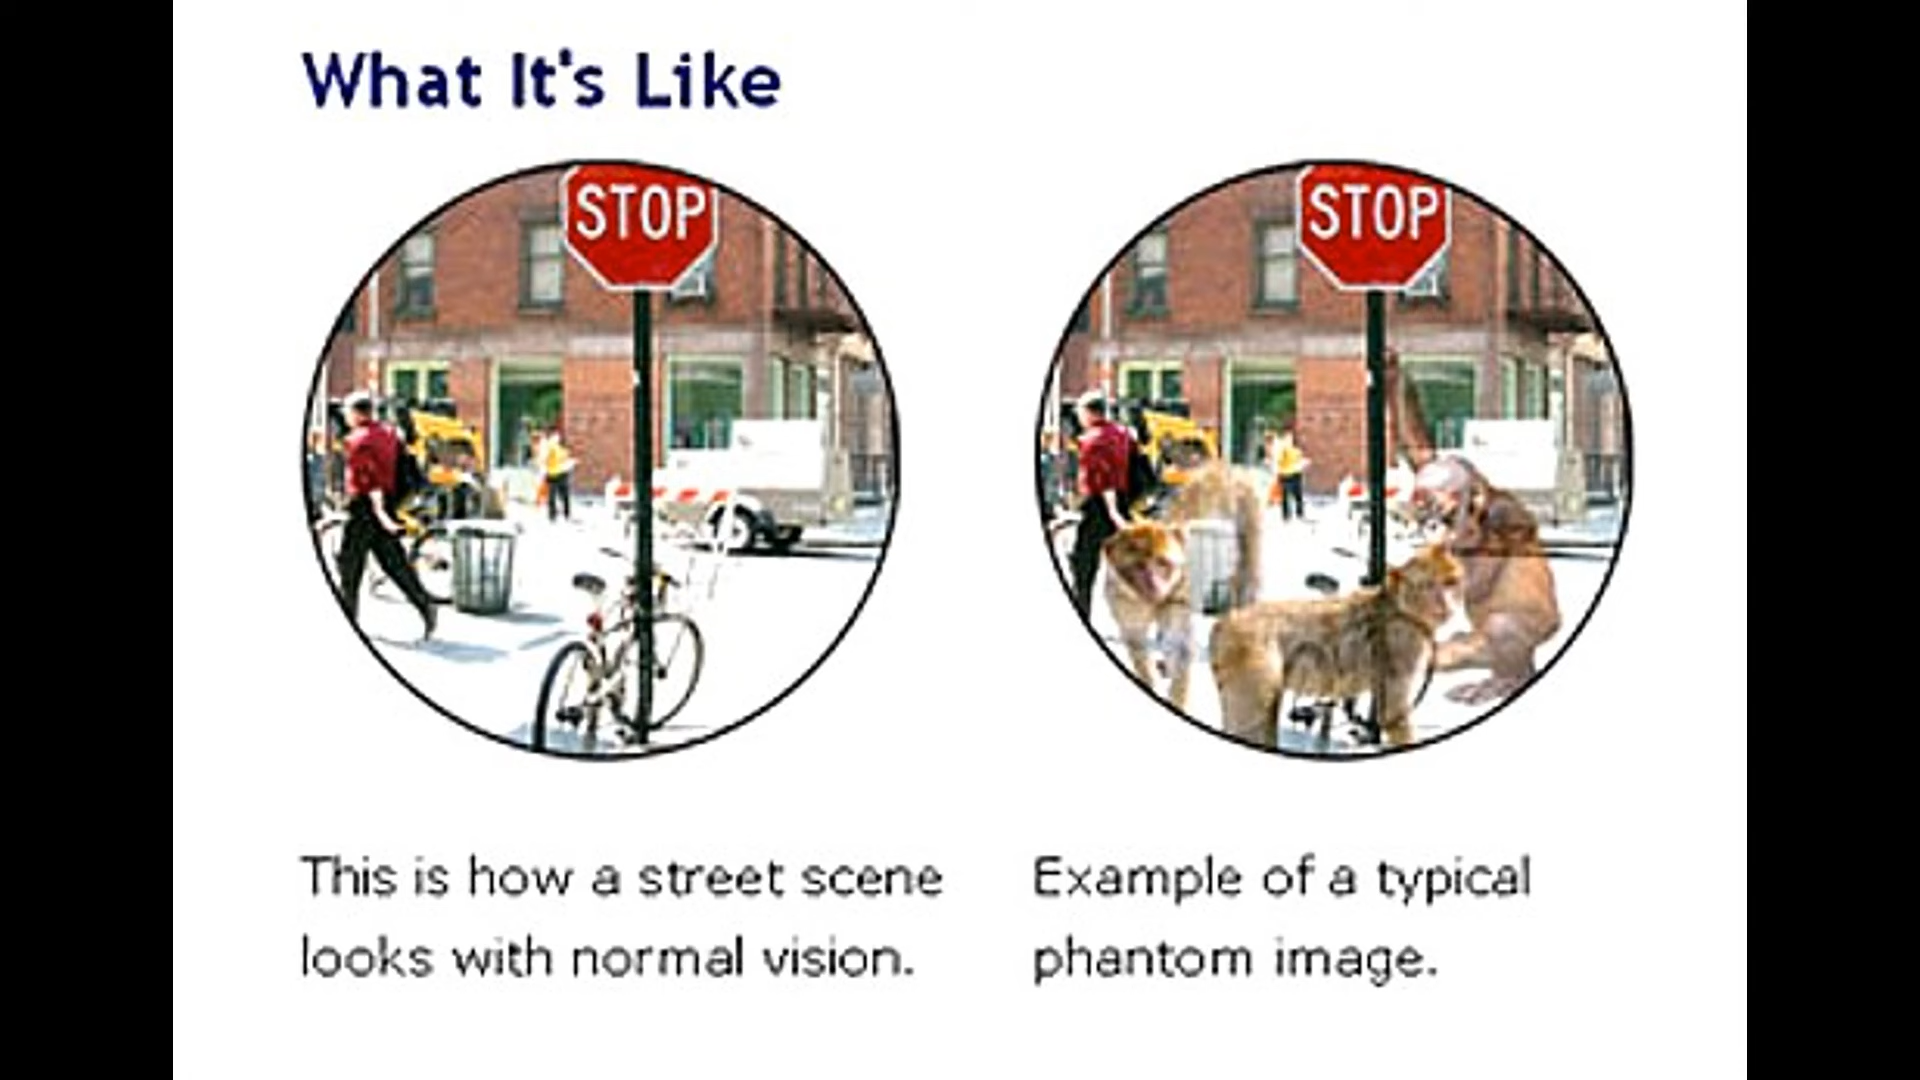 What It's Like
STOP
STOP
This is how a street scene
looks with normal vision.
Example of a typical
phantom image.